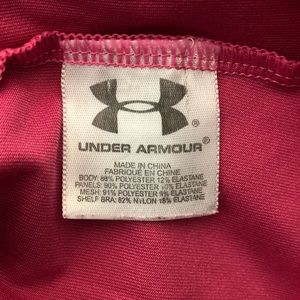 UNDER ARMOUR®
MADE IN CHINA
FABRIQUÉ EN CHINE
BODY: 88% POLYESTER 12% ELASTANE
PANELS: 90% POLYESTER 10% ELASTANE
MESH: 91% POLYESTER 9% ELASTANE
SHELF BRA: 82% NYLON 18% ELASTANE